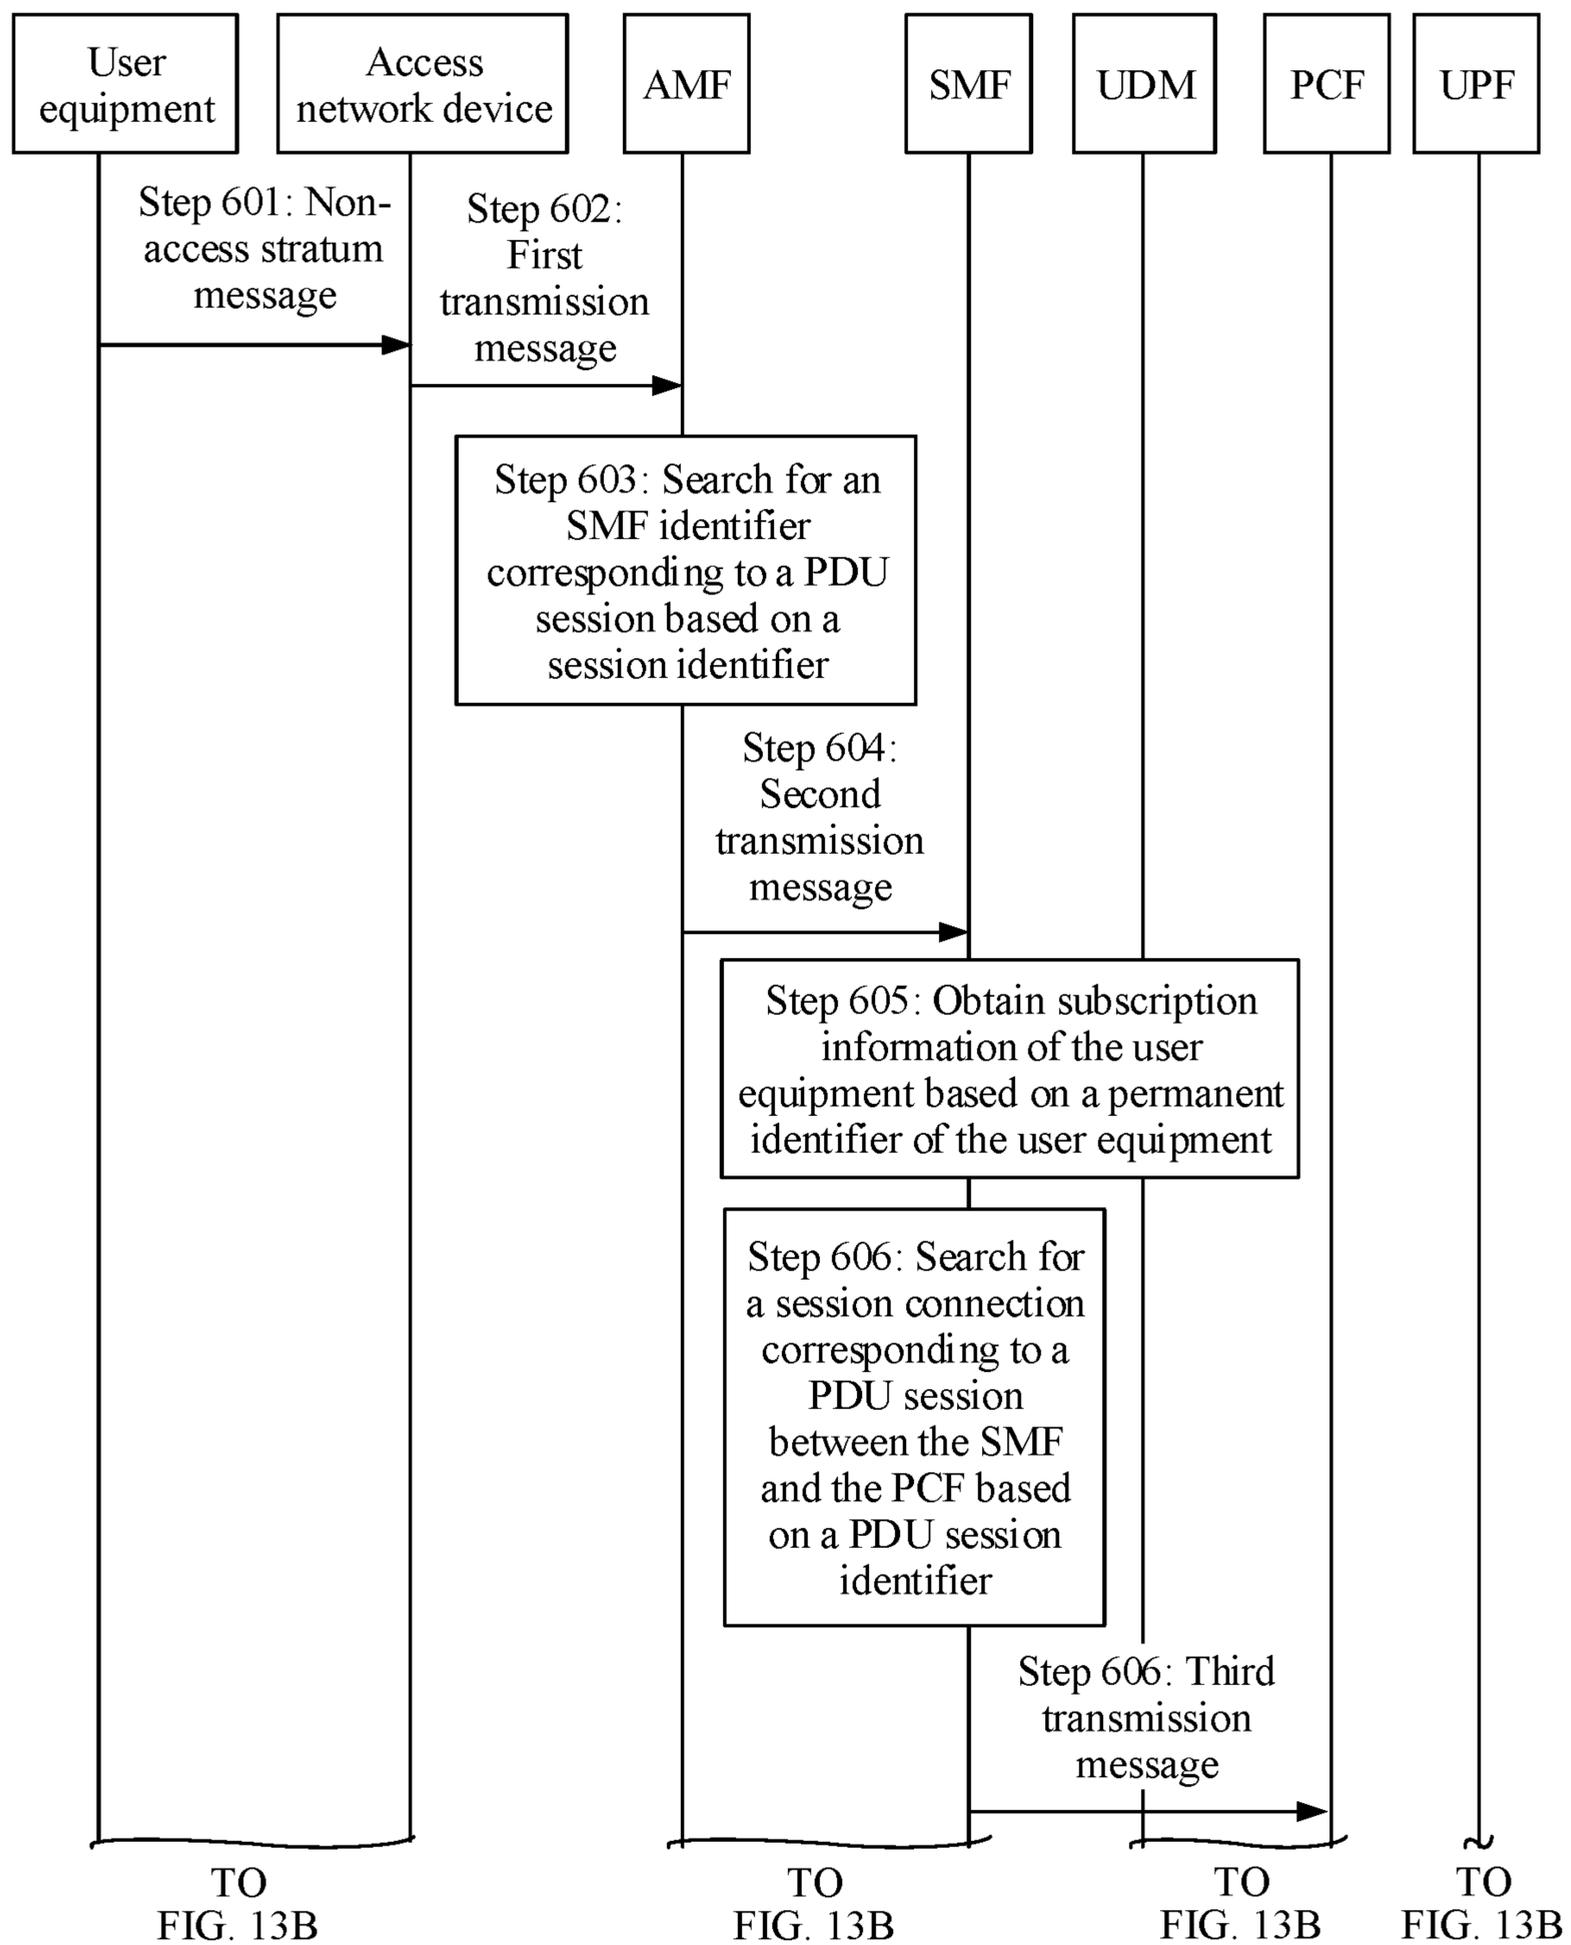 User
equipment
Access
network device
AMF
SMF
UDM
PCF
UPF
Step 601: Non-
access stratum
message
Step 602:
First
transmission
message
Step 603: Search for an
SMF identifier
corresponding to a PDU
session based on a
session identifier
Step 604:
Second
transmission
message
Step 605: Obtain subscription
information of the user
equipment based on a permanent
identifier of the user equipment
Step 606: Search for
a session connection
corresponding to a
PDU session
between the SMF
and the PCF based
on a PDU session
identifier
Step 606: Third
transmission
message
TO
FIG. 13B
TO
FIG. 13B
TO
FIG. 13B
TO
FIG. 13B